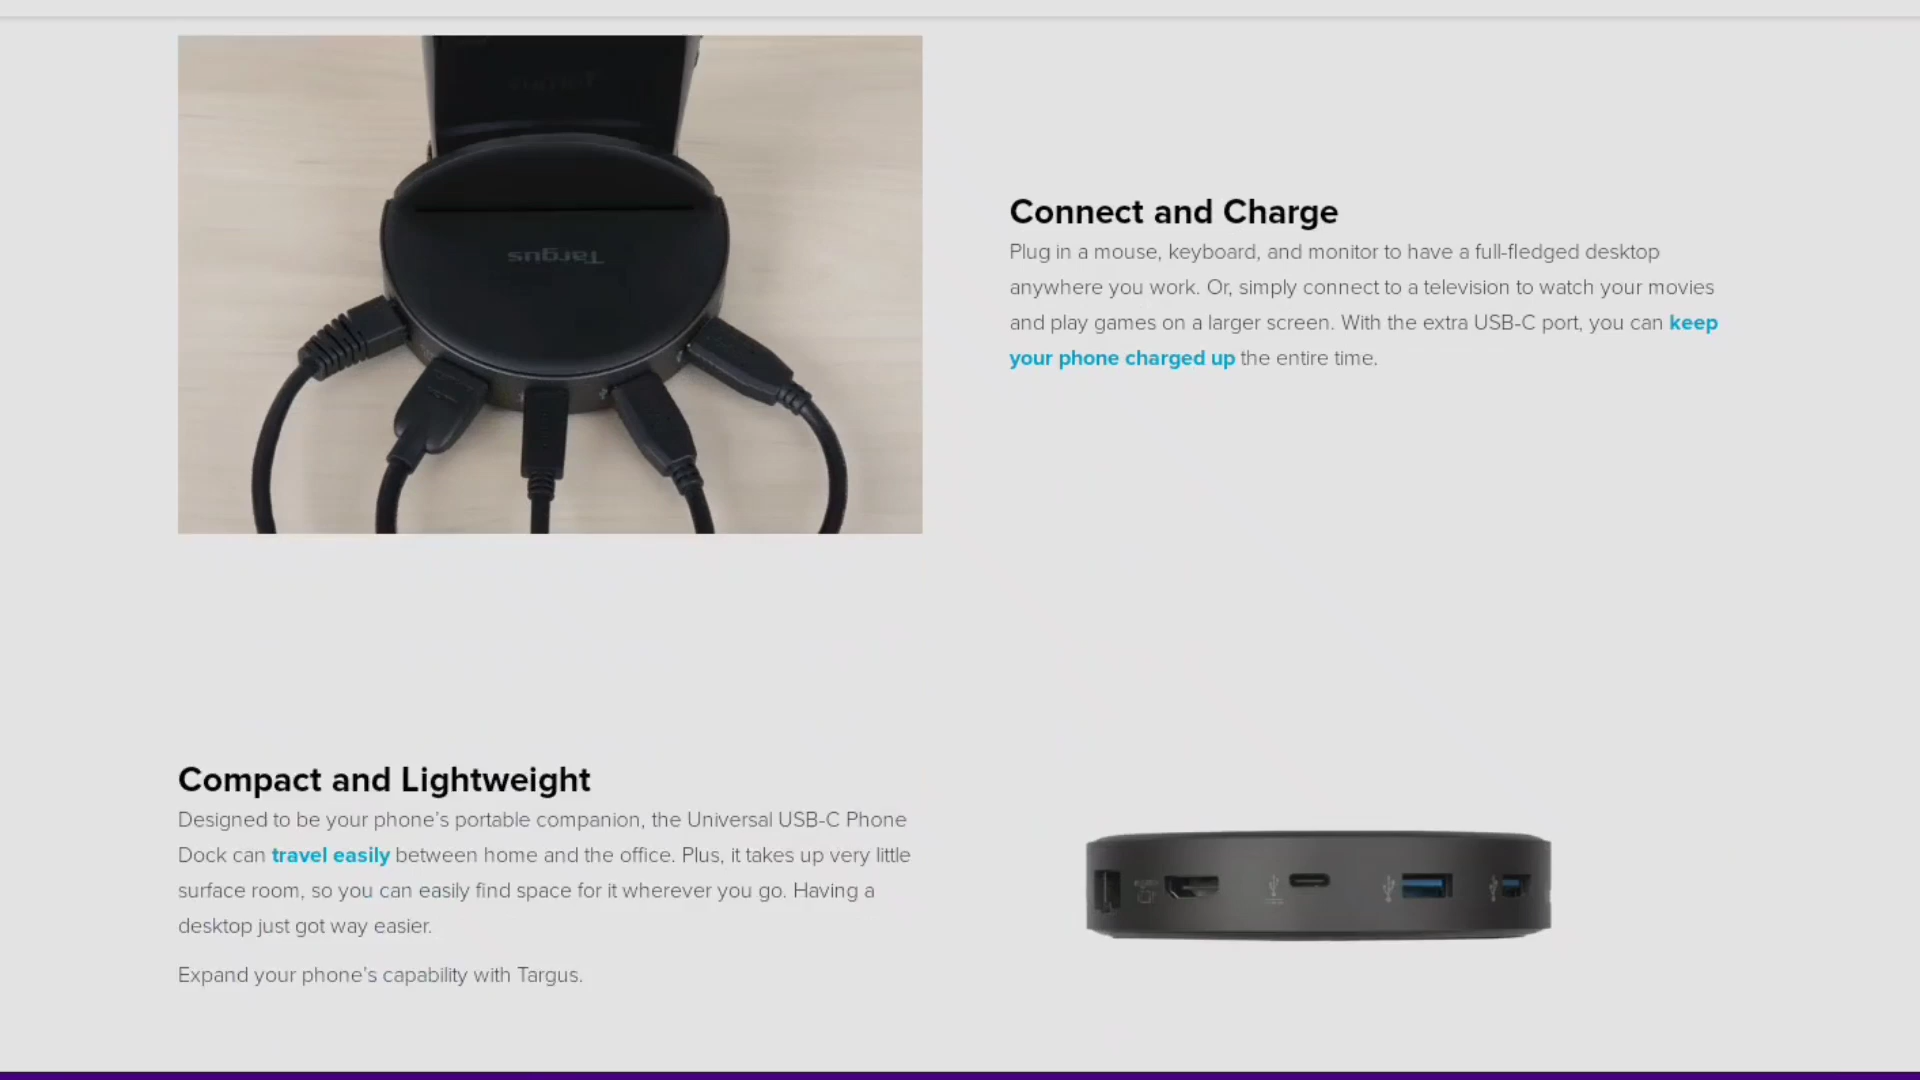 Targus
Connect and Charge
Plug in a mouse, keyboard, and monitor to have a full-fledged desktop
anywhere you work. Or, simply connect to a television to watch your movies
and play games on a larger screen. With the extra USB-C port, you can keep
your phone charged up the entire time.
Compact and Lightweight
Designed to be your phone’s portable companion, the Universal USB-C Phone
Dock can travel easily between home and the office. Plus, it takes up very little
surface room, so you can easily find space for it wherever you go. Having a
desktop just got way easier.
Expand your phone’s capability with Targus.